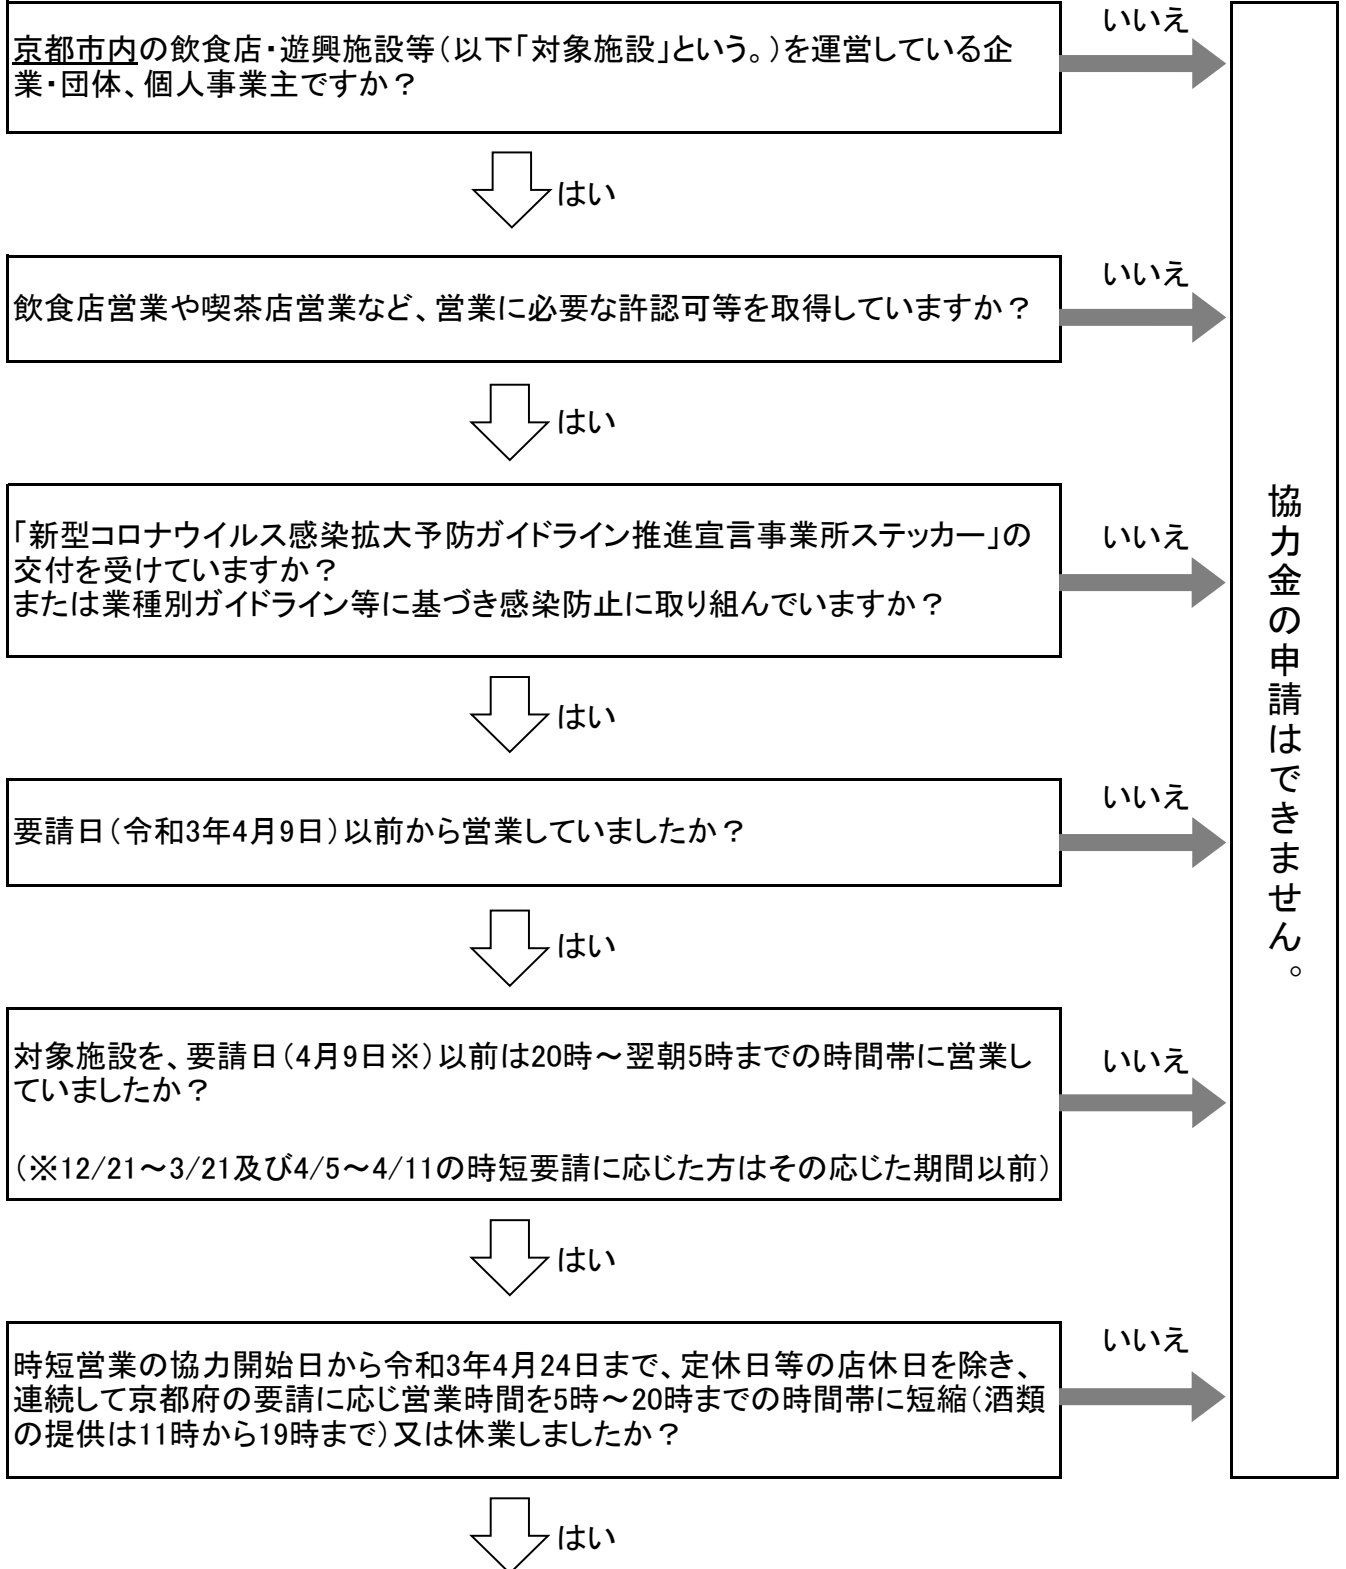 京都市内の飲食店・遊興施設等（以下「対象施設」という。）を運営している企
業・団体、個人事業主ですか？
いいえ
はい
飲食店営業や喫茶店営業など、営業に必要な許認可等を取得していますか？
いいえ
はい
「新型コロナウイルス感染拡大予防ガイドライン推進宣言事業所ステッカー」の
交付を受けていますか？
または業種別ガイドライン等に基づき感染防止に取り組んでいますか？
いいえ
はい
要請日（令和3年4月9日）以前から営業していましたか？
いいえ
はい
対象施設を、要請日（4月9日※）以前は20時～翌朝5時までの時間帯に営業し
ていましたか？
（※12/21～3/21及び4/5～4/11の時短要請に応じた方はその応じた期間以前）
いいえ
はい
時短営業の協力開始日から令和3年4月24日まで、定休日等の店休日を除き、
連続して京都府の要請に応じ営業時間を5時～20時までの時間帯に短縮（酒類
の提供は11時から19時まで）又は休業しましたか？
いいえ
はい
協力金の申請はできません。